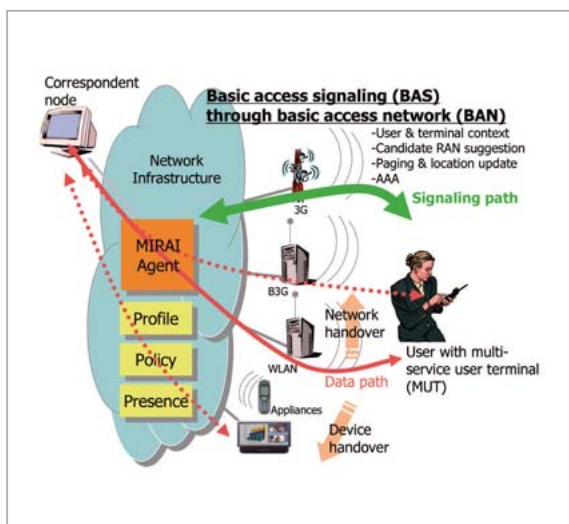 Correspondent
node
Basic access signaling (BAS)
through basic access network (BAN)
-User & terminal context
-Candidate RAN suggestion
-Paging & location update
-AAA
Network
Infrastructure
3G
Signaling path
MIRAI
Agent
B3G
Profile
Network
handover
Policy
WLAN
Data path
User with multi-
service user terminal
(MUT)
Presence
Appliances
Device
handover